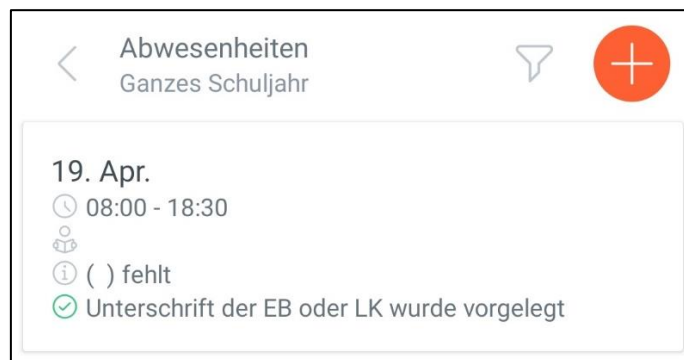 Abwesenheiten
Ganzes Schuljahr
19. Apr.
08:00 - 18:30
( ) fehlt
Unterschrift der EB oder LK wurde vorgelegt